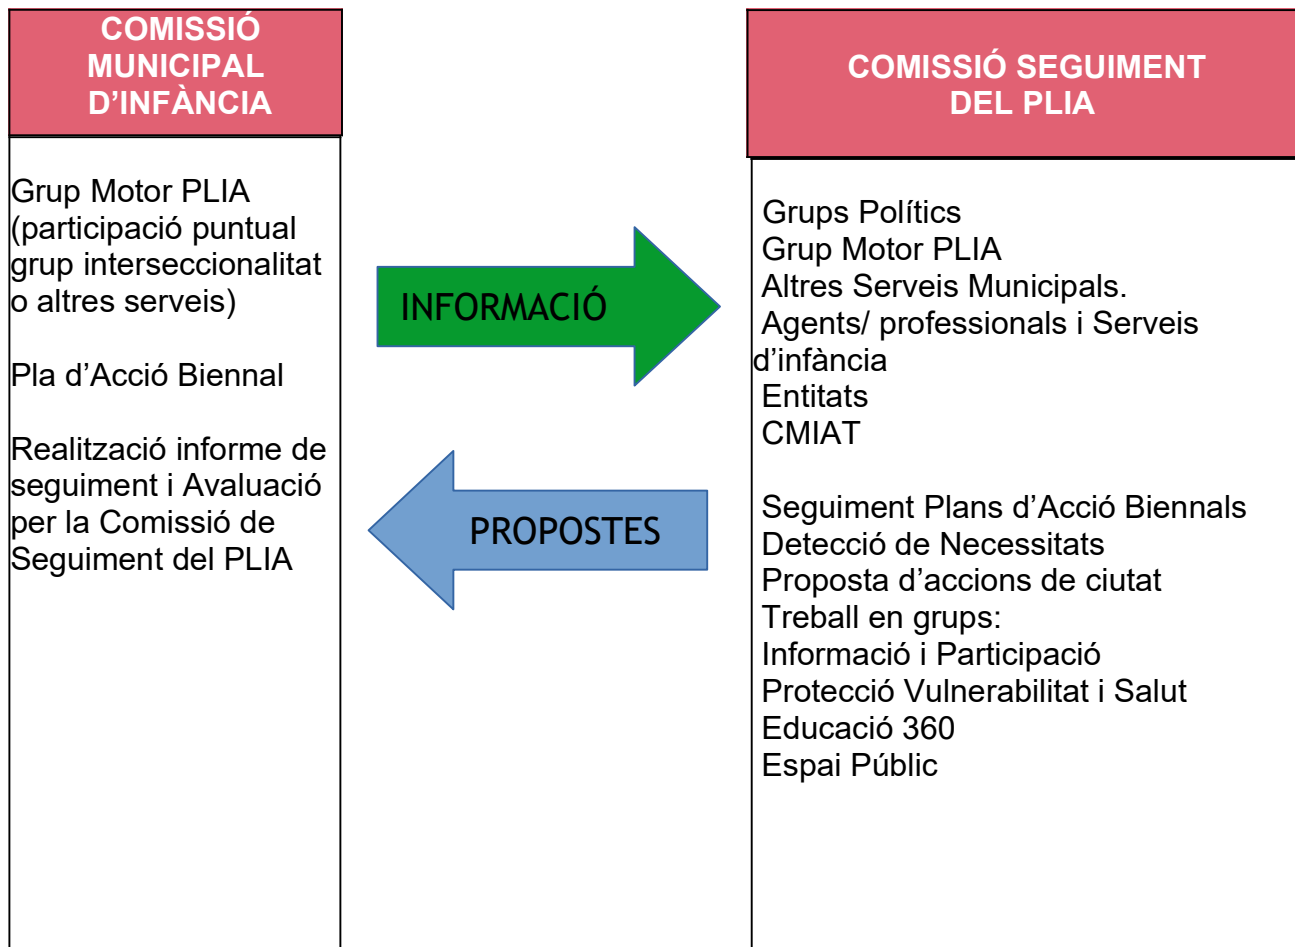 COMISSIÓ
MUNICIPAL
D’INFÀNCIA
Grup Motor PLIA
(participació puntual
grup interseccionalitat
o altres serveis)
Pla d’Acció Biennal
Realització informe de
seguiment i Avaluació
per la Comissió de
Seguiment del PLIA
INFORMACIÓ
PROPOSTES
COMISSIÓ SEGUIMENT
DEL PLIA
Grups Polítics
Grup Motor PLIA
Altres Serveis Municipals.
Agents/ professionals i Serveis
d’infància
Entitats
CMIAT
Seguiment Plans d’Acció Biennals
Detecció de Necessitats
Proposta d’accions de ciutat
Treball en grups:
Informació i Participació
Protecció Vulnerabilitat i Salut
Educació 360
Espai Públic